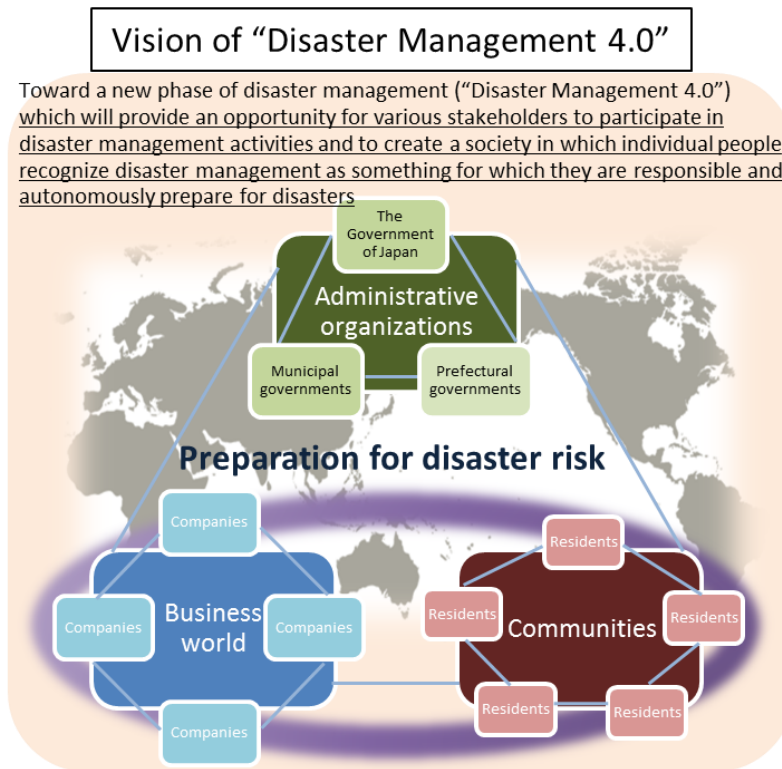 Vision of “Disaster Management 4.0”
Toward a new phase of disaster management (“Disaster Management 4.0”)
which will provide an opportunity for various stakeholders to participate in
disaster management activities and to create a society in which individual people
recognize disaster management as something for which they are responsible and
autonomously prepare for disasters
The
Government
of Japan
Administrative
organizations
Municipal
governments
Prefectural
governments
Preparation for disaster risk
Companies
Companies
Business
world
Companies
Companies
Residents
Residents
Residents
Communities
Residents
Residents